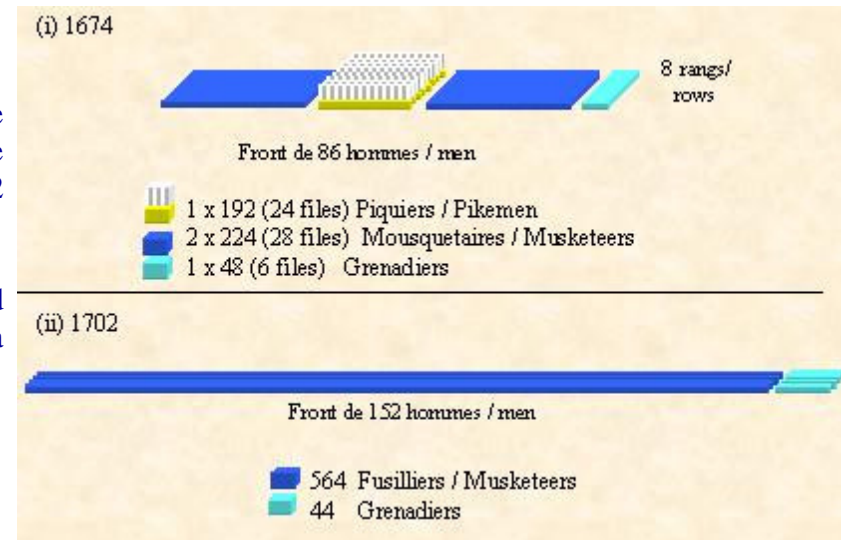 (i) 1674
8 rangs/
rows
Front de 86 hommes / men
1 x 192 (24 files) Piquiers / Pikemen
2 x 224 (28 files) Mousquetaires / Musketeers
1 x 48 (6 files) Grenadiers
(ii) 1702
Front de 152 hommes / men
564 Fusilliers / Musketeers
44 Grenadiers